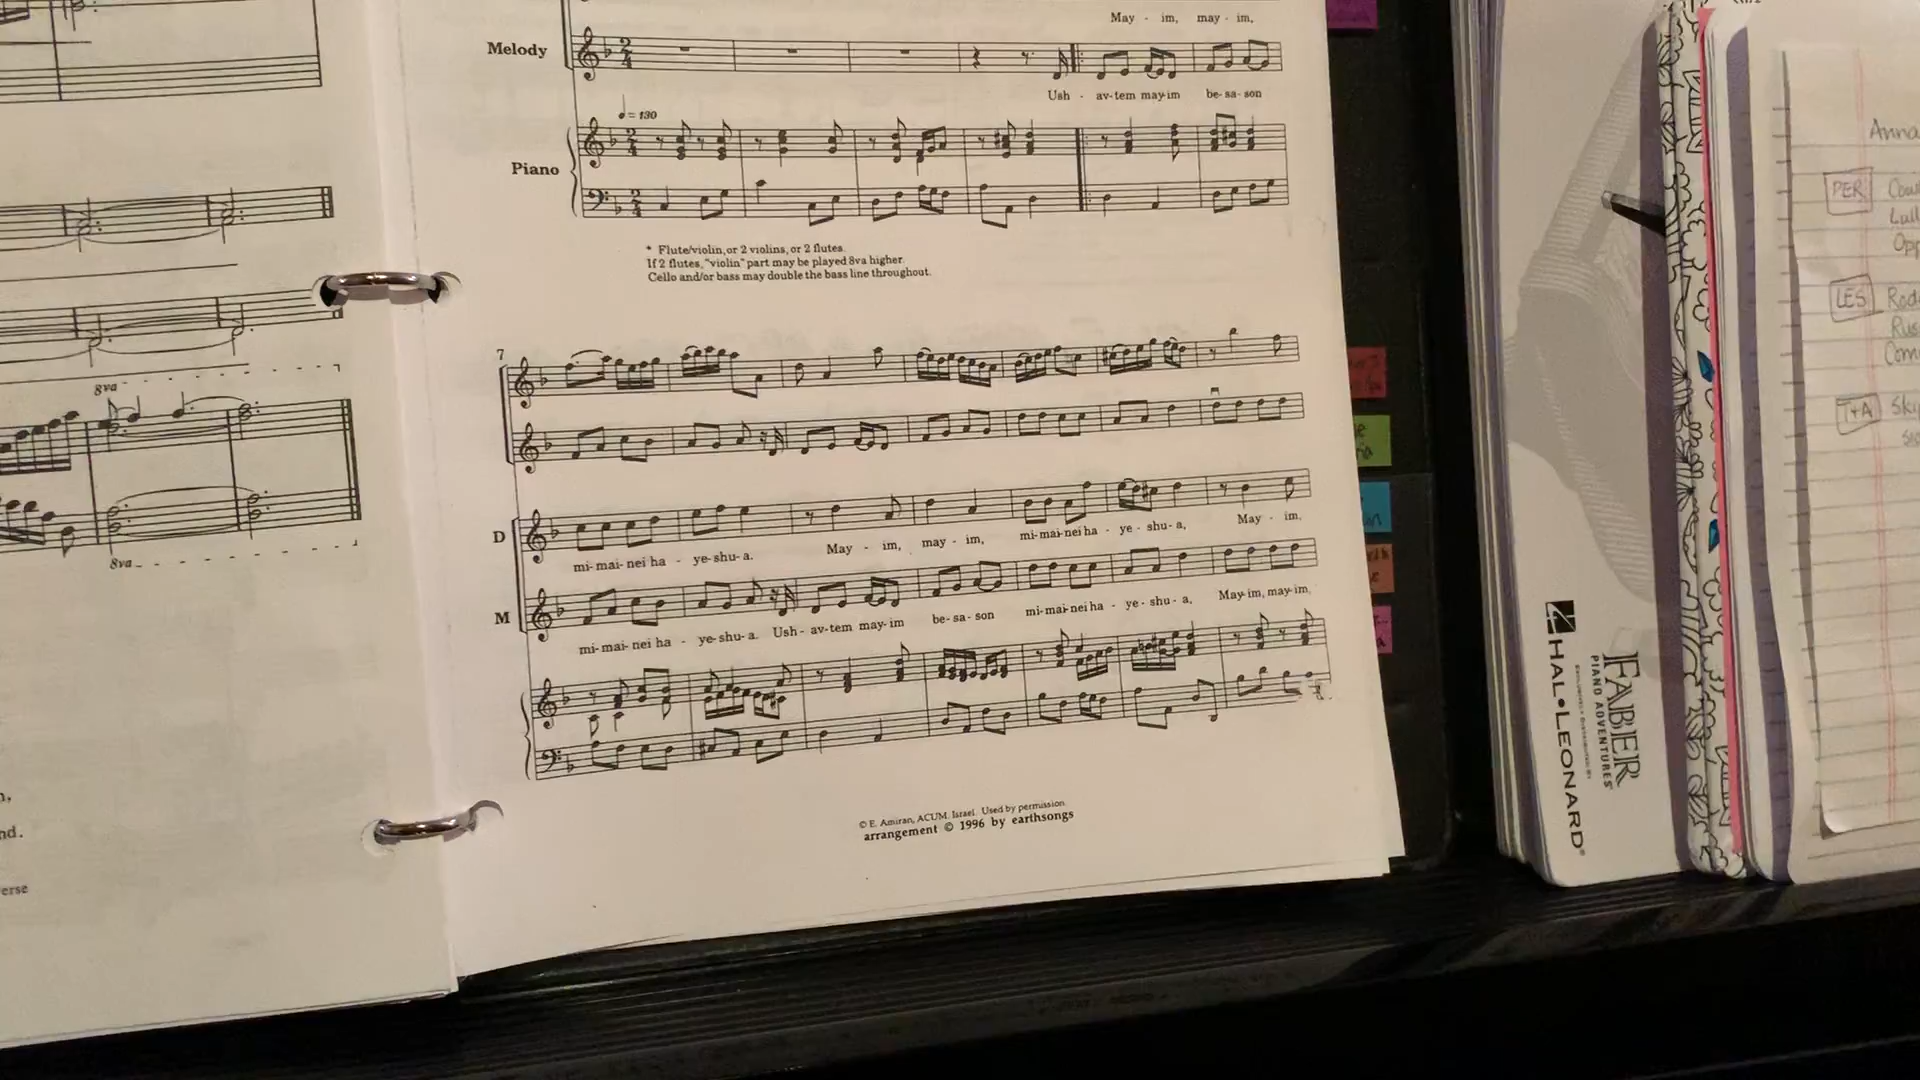 May - im, may - im,
Melody
Ush - av-tem may-im be-sa-son
♩= 130
Piano
* Flute/violin, or 2 violins, or 2 flutes.
If 2 flutes, "violin" part may be played 8va higher.
Cello and/or bass may double the bass line throughout.
7
D
mi-mai-nei ha - ye-shu-a. May - im, may - im, mi-mai-nei ha - ye-shu-a, May - im,
M
mi-mai-nei ha - ye-shu-a. Ush-av-tem may-im be-sa-son mi-mai-nei ha - ye-shu-a, May-im, may-im,
© E. Amiran, ACUM. Israel. Used by permission
arrangement © 1996 by earthsongs
8va
8va
nd.
erse
HAL•LEONARD®
FABER
PIANO ADVENTURES®
Anna
PER
LES
T+A